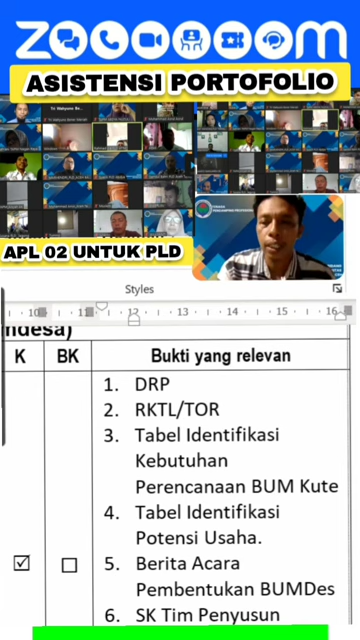 ZOOOOOM
ASISTENSI PORTOFOLIO
APL 02 UNTUK PLD
Styles
10 11 12 13 14 15 16
K BK Bukti yang relevan
1. DRP
2. RKTL/TOR
3. Tabel Identifikasi
Kebutuhan
Perencanaan BUM Kute
4. Tabel Identifikasi
Potensi Usaha.
5. Berita Acara
Pembentukan BUMDes
6. SK Tim Penyusun